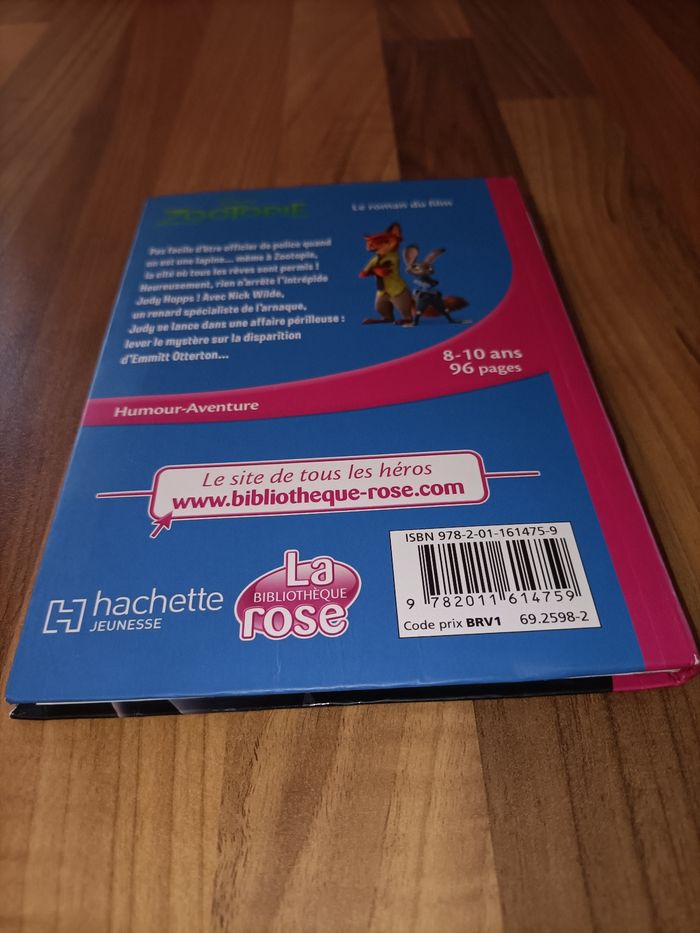 ZOOTOPIE
Le roman du film
Pas facile d'être officier de police quand
on est une lapine... même à Zootopie,
la cité où tous les rêves sont permis !
Heureusement, rien n'arrête l'intrépide
Judy Hopps ! Avec Nick Wilde,
un renard spécialiste de l'arnaque,
Judy se lance dans une affaire périlleuse :
lever le mystère sur la disparition
d'Emmitt Otterton...
8-10 ans
96 pages
Humour-Aventure
Le site de tous les héros
www.bibliotheque-rose.com
hachette
JEUNESSE
La
BIBLIOTHÈQUE
rose
ISBN 978-2-01-161475-9
9 782011 614759
Code prix BRV1 69.2598-2